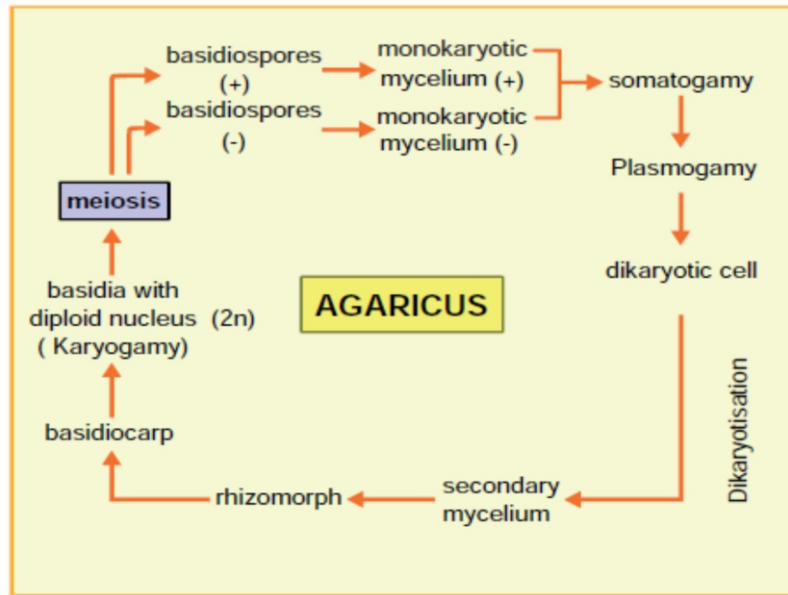 basidiospores
(+)
monokaryotic
mycelium (+)
basidiospores
(-)
monokaryotic
mycelium (-)
somatogamy
Plasmogamy
dikaryotic cell
Dikaryotisation
secondary
mycelium
rhizomorph
basidiocarp
basidia with
diploid nucleus (2n)
( Karyogamy)
meiosis
AGARICUS